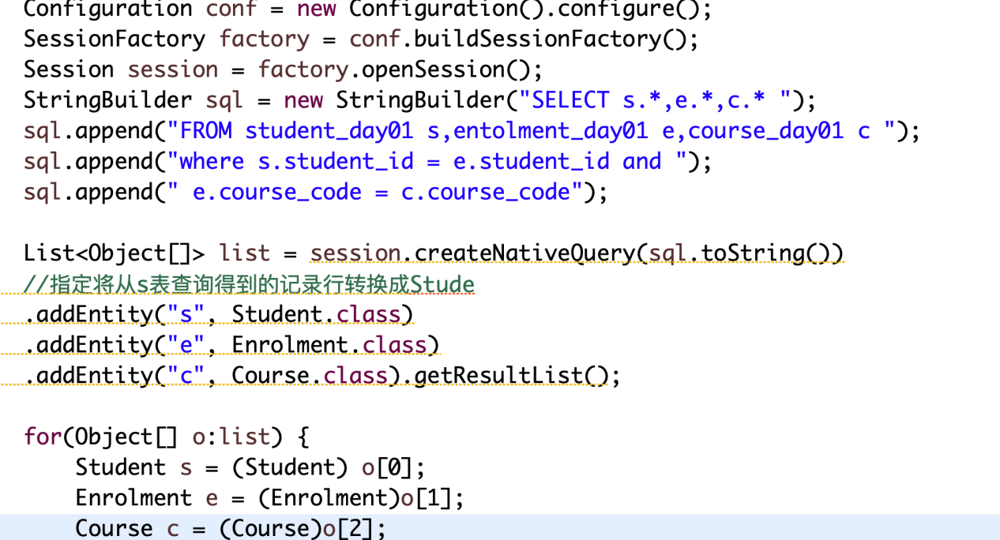 Configuration conf = new Configuration().configure();
SessionFactory factory = conf.buildSessionFactory();
Session session = factory.openSession();
StringBuilder sql = new StringBuilder("SELECT s.*,e.*,c.* ");
sql.append("FROM student_day01 s,entolment_day01 e,course_day01 c ");
sql.append("where s.student_id = e.student_id and ");
sql.append(" e.course_code = c.course_code");
List<Object[]> list = session.createNativeQuery(sql.toString())
//指定将从s表查询得到的记录行转换成Stude
.addEntity("s", Student.class)
.addEntity("e", Enrolment.class)
.addEntity("c", Course.class).getResultList();
for(Object[] o:list) {
Student s = (Student) o[0];
Enrolment e = (Enrolment)o[1];
Course c = (Course)o[2];